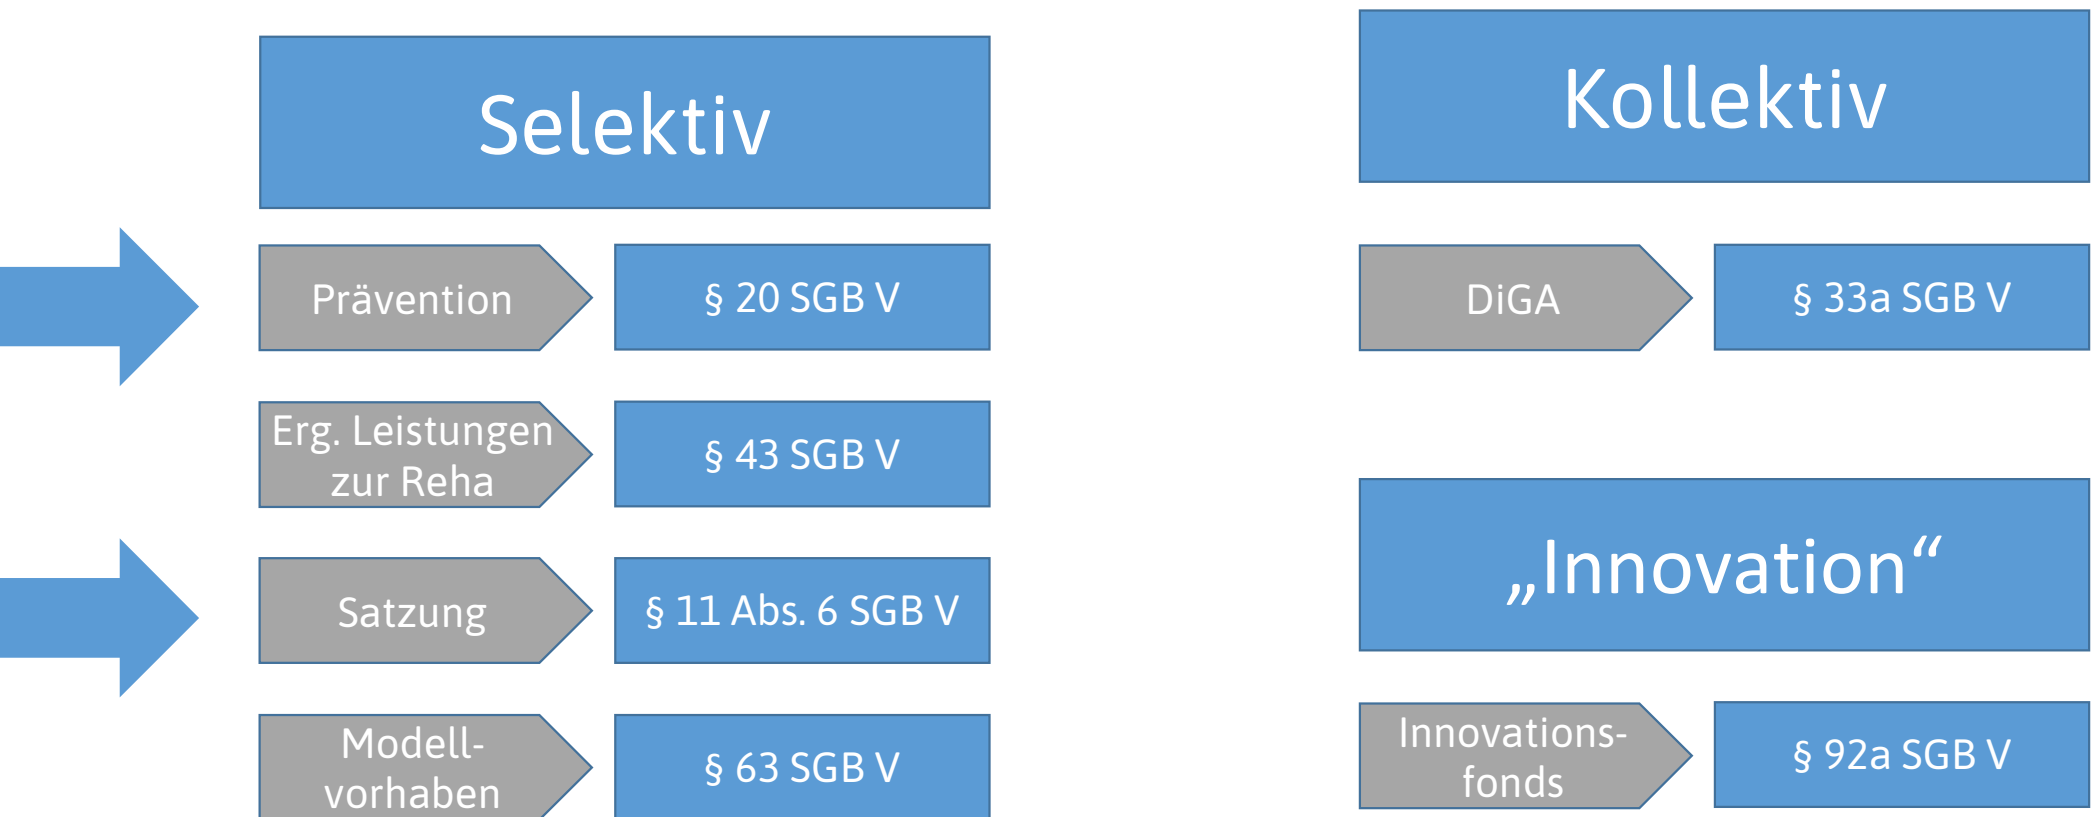 Selektiv
Prävention
§ 20 SGB V
Erg. Leistungen
zur Reha
§ 43 SGB V
Satzung
§ 11 Abs. 6 SGB V
Modell-
vorhaben
§ 63 SGB V
Kollektiv
DiGA
§ 33a SGB V
„Innovation“
Innovations-
fonds
§ 92a SGB V